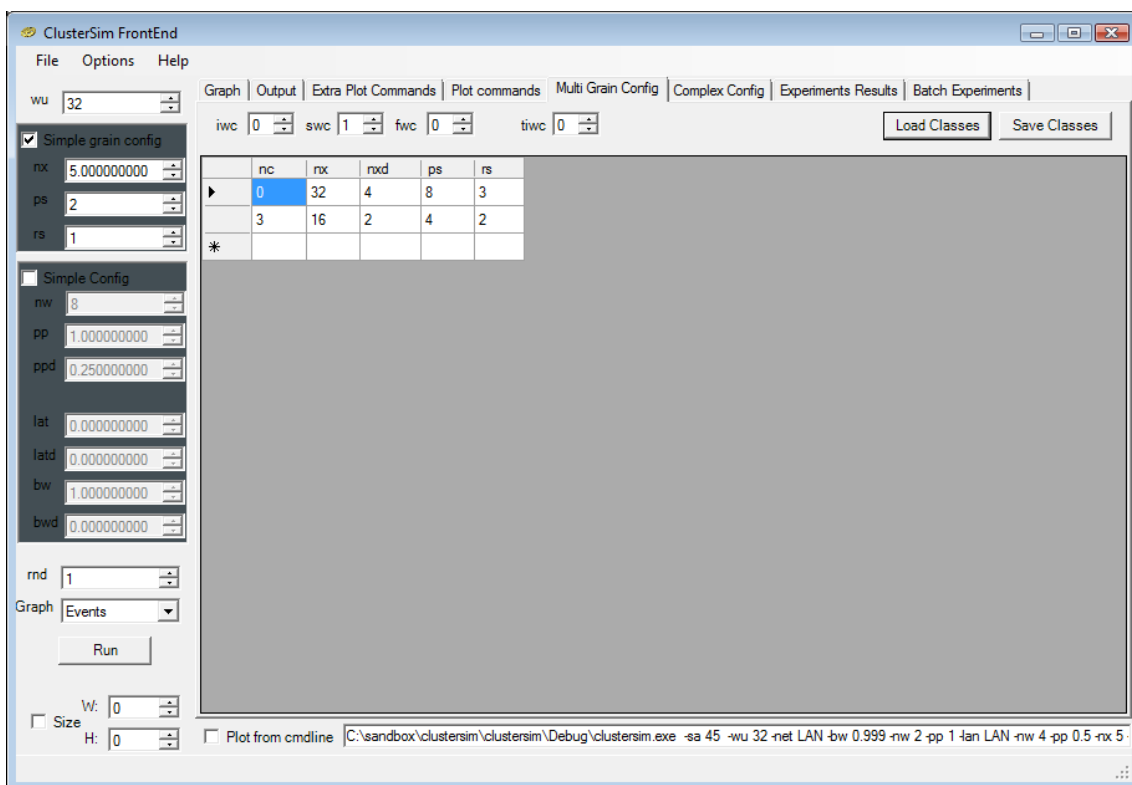 ClusterSim FrontEnd
File Options Help
wu 32
Simple grain config
nx 5.000000000
ps 2
rs 1
Simple Config
nw 8
pp 1.000000000
ppd 0.250000000
lat 0.000000000
latd 0.000000000
bw 1.000000000
bwd 0.000000000
rnd 1
Graph Events
Run
W: 0
Size
H: 0
Graph Output Extra Plot Commands Plot commands Multi Grain Config Complex Config Experiments Results Batch Experiments
iwc 0 swc 1 fwc 0 tiwc 0 Load Classes Save Classes
nc nx nxd ps rs
0 32 4 8 3
3 16 2 4 2
Plot from cmdline C:\sandbox\clustersim\clustersim\Debug\clustersim.exe -sa 45 -wu 32 -net LAN -bw 0.999 -nw 2 -pp 1 -lan LAN -nw 4 -pp 0.5 -nx 5 -